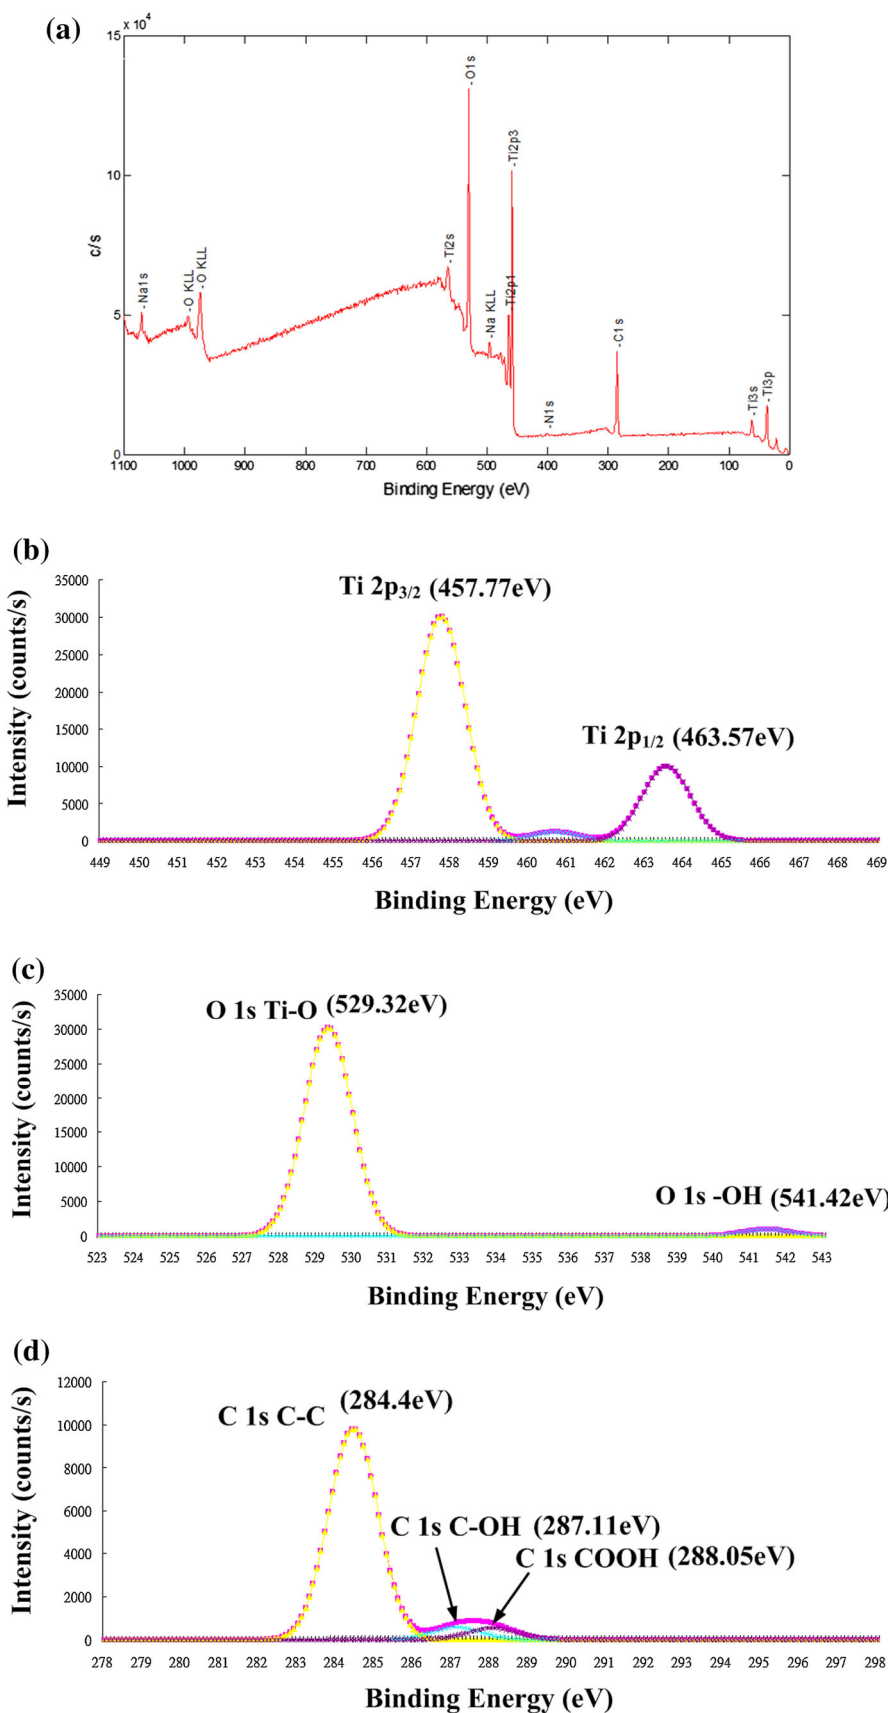 (a)
15 x 10⁴
10
5
0
c/s
-Na1s
-O KLL
-O KLL
-Ti2s
-O1s
-Na KLL
-Ti2p1
-Ti2p3
-N1s
-C1s
-Ti3s
-Ti3p
1100 1000 900 800 700 600 500 400 300 200 100 0
Binding Energy (eV)
(b)
Ti 2p3/2 (457.77eV)
Ti 2p1/2 (463.57eV)
35000
30000
25000
20000
15000
10000
5000
0
Intensity (counts/s)
449 450 451 452 453 454 456 457 458 459 460 461 462 463 464 465 466 467 468 469
Binding Energy (eV)
(c)
O 1s Ti-O (529.32eV)
O 1s -OH (541.42eV)
35000
30000
25000
20000
15000
10000
5000
0
Intensity (counts/s)
523 524 525 526 528 529 530 531 532 533 534 535 536 537 538 539 540 541 542 543
Binding Energy (eV)
(d)
C 1s C-C (284.4eV)
C 1s C-OH (287.11eV)
C 1s COOH (288.05eV)
12000
10000
8000
6000
4000
2000
0
Intensity (counts/s)
278 279 280 281 282 283 284 285 286 287 288 289 290 291 292 293 294 295 296 297 298
Binding Energy (eV)